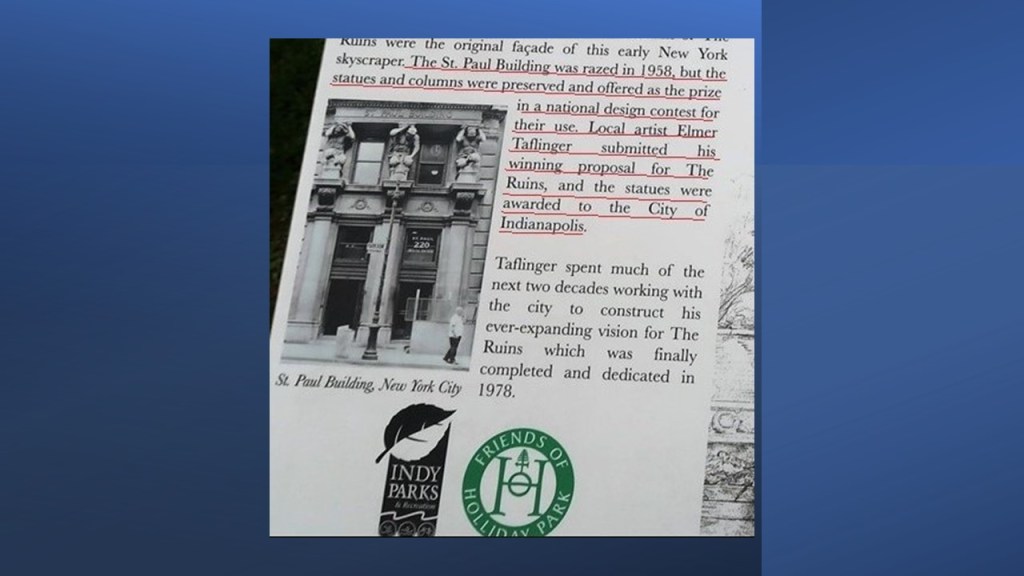 Ruins were the original façade of this early New York
skyscraper. The St. Paul Building was razed in 1958, but the
statues and columns were preserved and offered as the prize
in a national design contest for
their use. Local artist Elmer
Taflinger submitted his
winning proposal for The
Ruins, and the statues were
awarded to the City of
Indianapolis.
ST. PAUL BUILDING
ST. PAUL
220
Taflinger spent much of the
next two decades working with
the city to construct his
ever-expanding vision for The
Ruins which was finally
completed and dedicated in
1978.
St. Paul Building, New York City
INDY
PARKS
& Recreation
FRIENDS OF
HOLLIDAY PARK
H